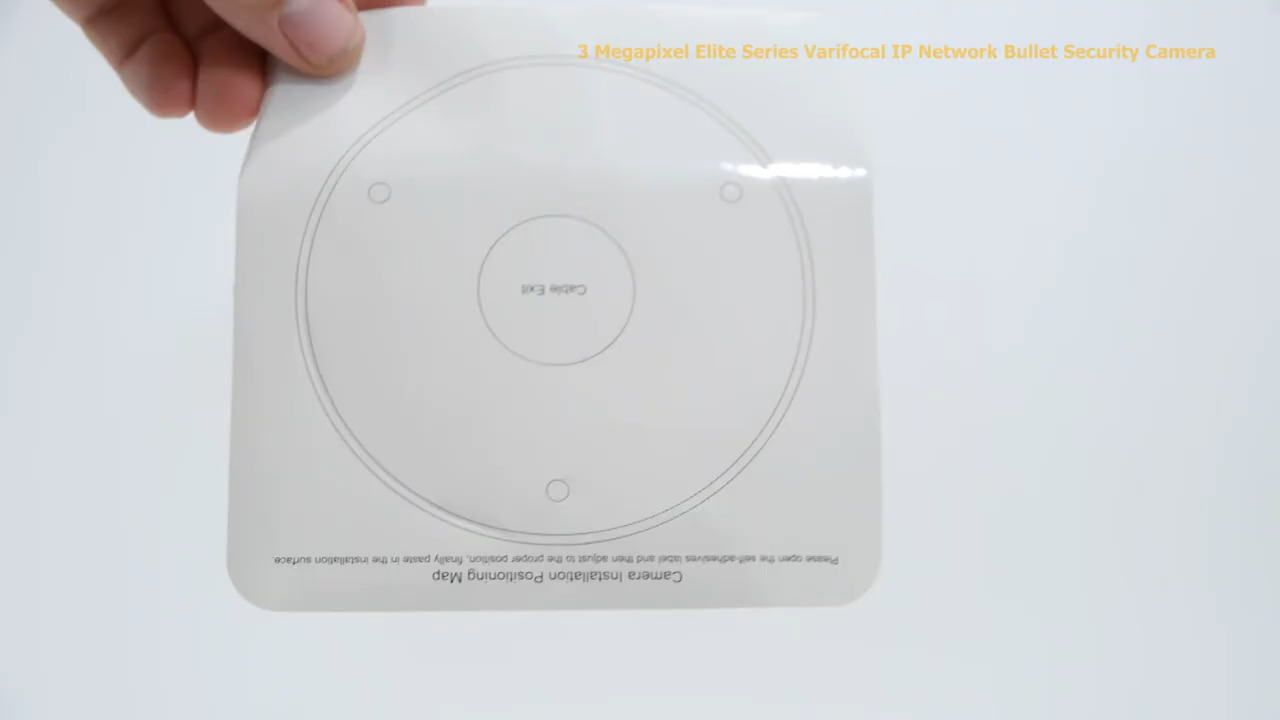 3 Megapixel Elite Series Varifocal IP Network Bullet Security Camera
Cable Exit
Camera Installation Positioning Map
Please open the self-adhesives label and then adjust to the proper position, finally paste in the installation surface.